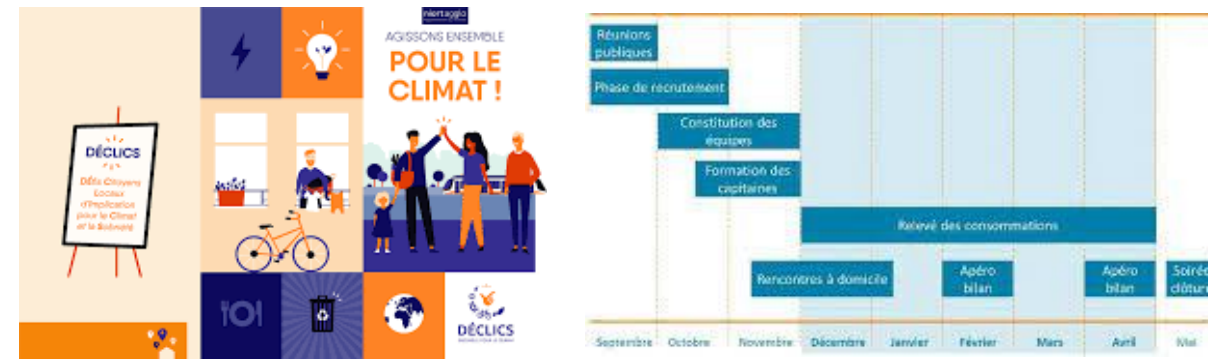 niortagglo
AGISSONS ENSEMBLE
POUR LE
CLIMAT !
DÉCLICS
DÉfis Citoyens
Locaux
d'Implication
pour le Climat
et la Sobriété
DÉCLICS
Réunions
publiques
Phase de recrutement
Constitution des
équipes
Formation des
capitaines
Relevé des consommations
Rencontres à domicile
Apéro
bilan
Apéro
bilan
Soirée
clôture
Septembre Octobre Novembre Décembre Janvier Février Mars Avril Mai